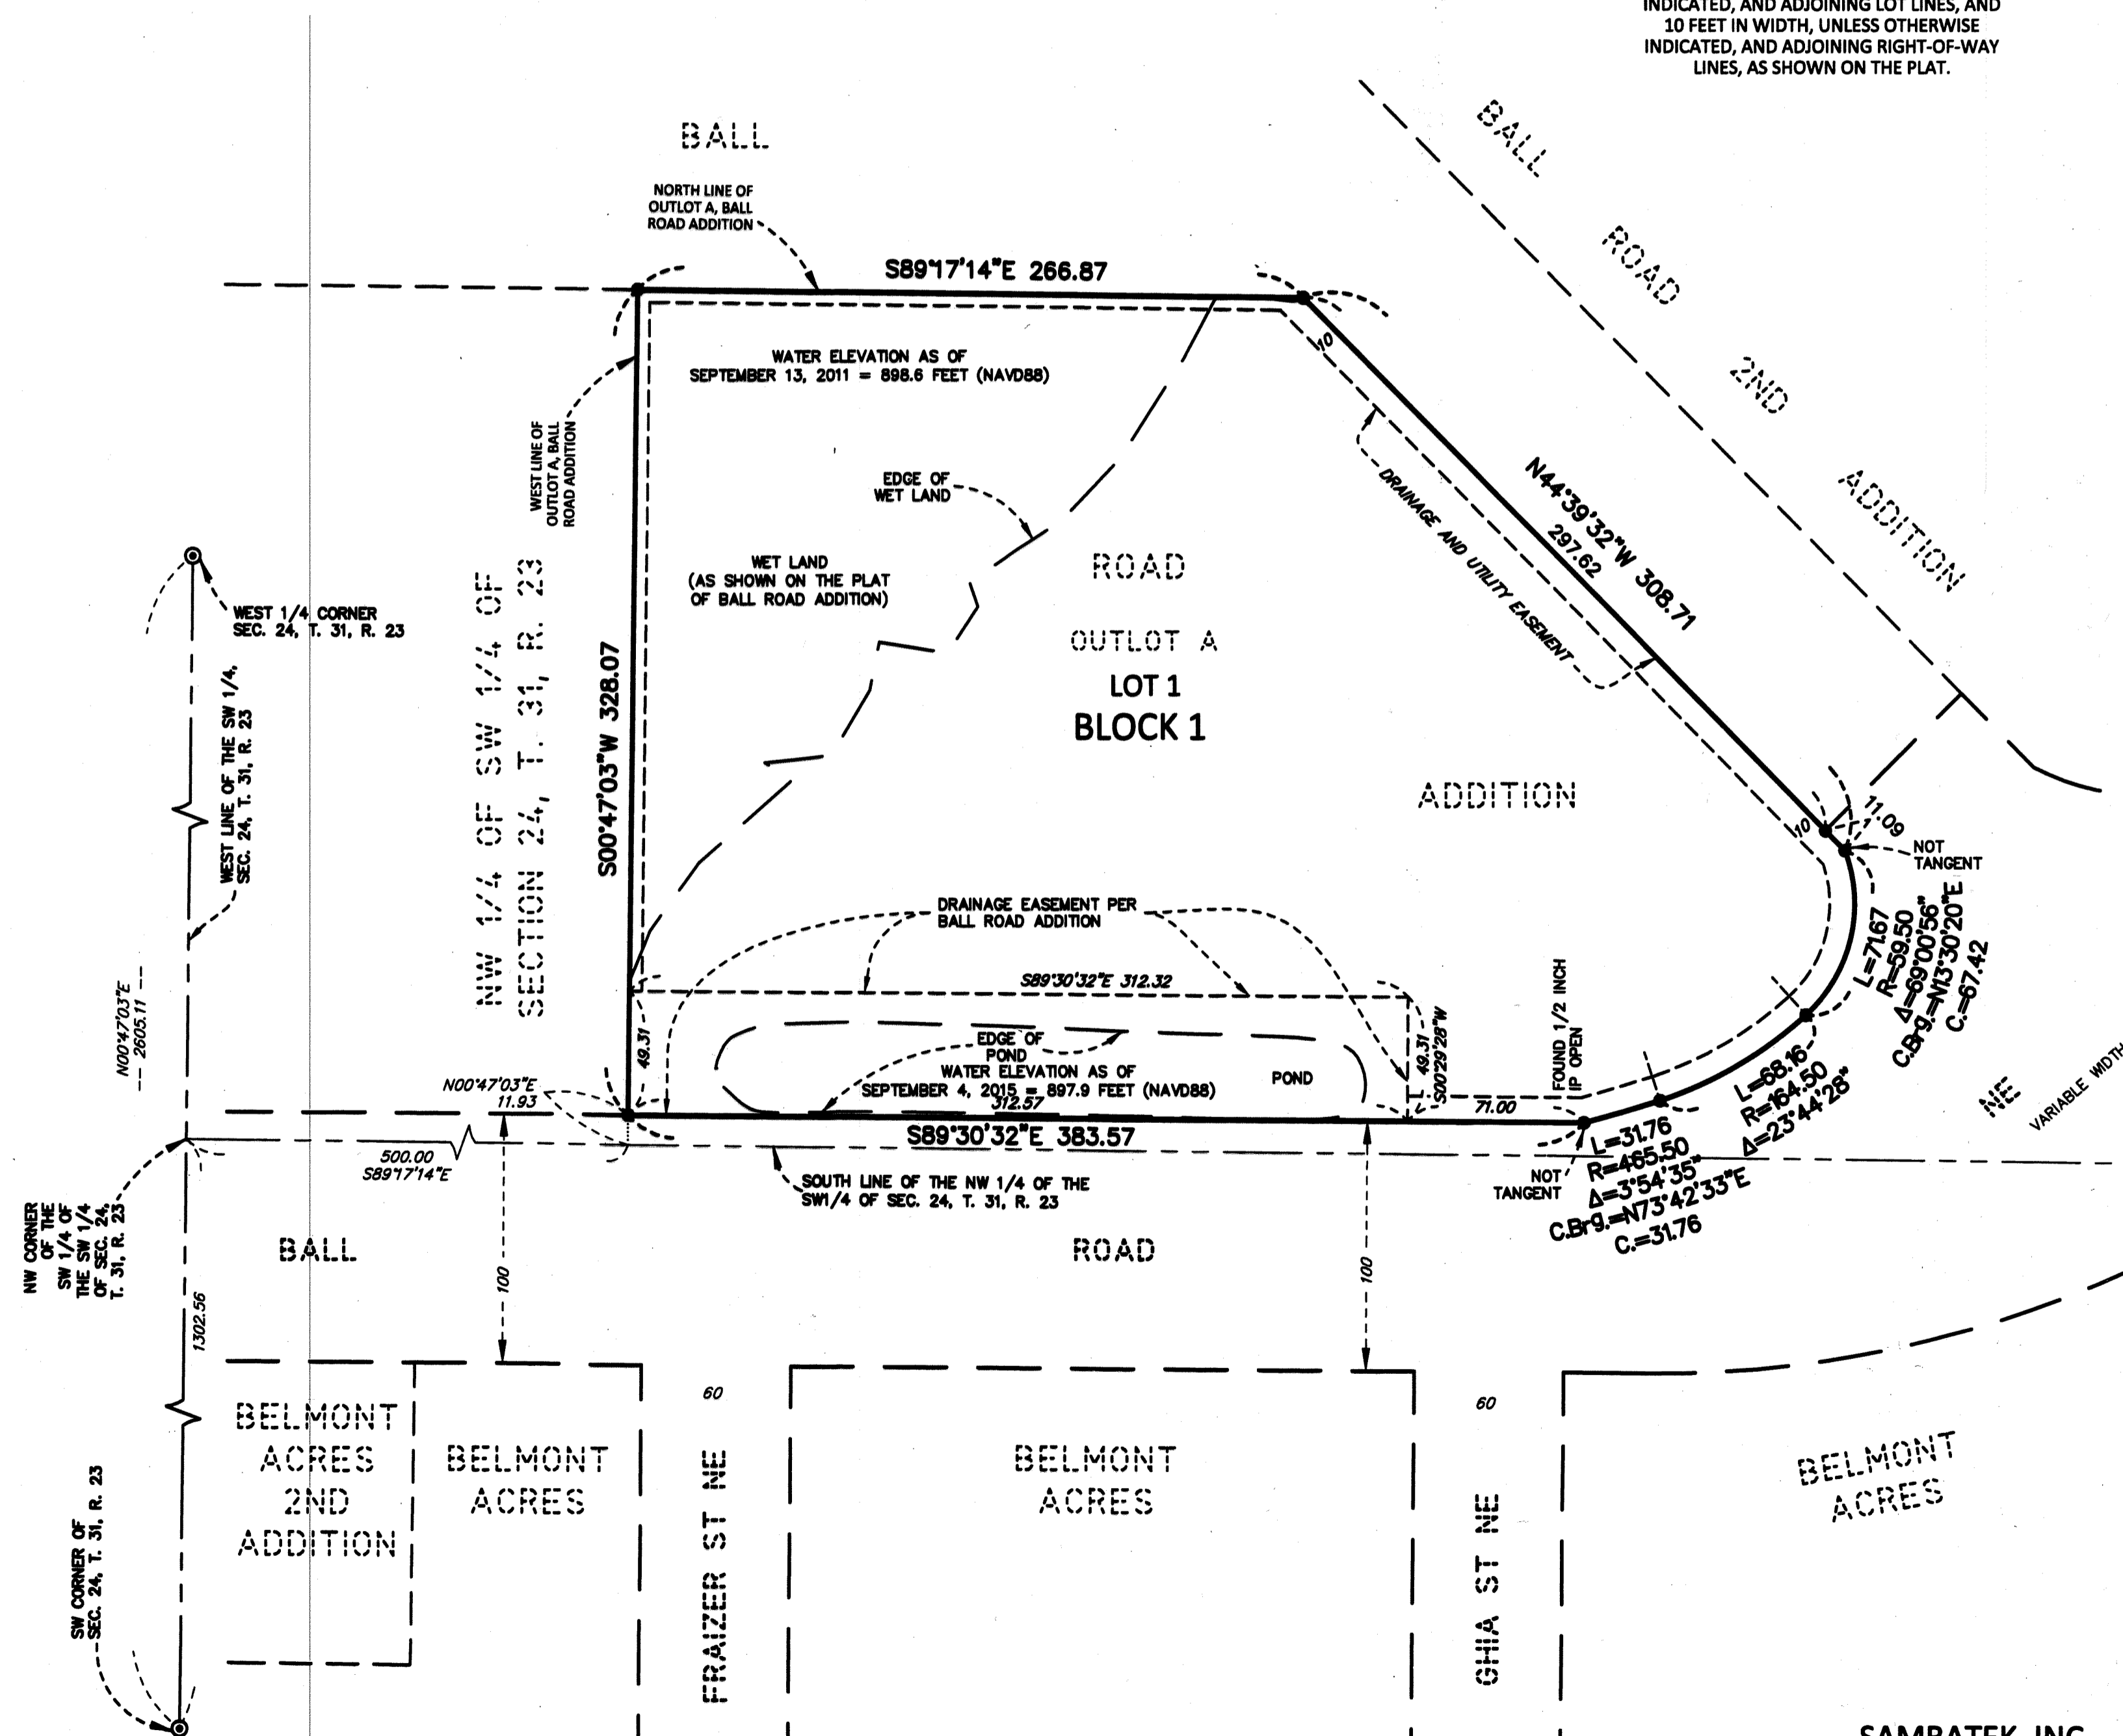 INDICATED, AND ADJOINING LOT LINES, AND
10 FEET IN WIDTH, UNLESS OTHERWISE
INDICATED, AND ADJOINING RIGHT-OF-WAY
LINES, AS SHOWN ON THE PLAT.
BALL
ROAD
2ND
ADDITION
BALL
NORTH LINE OF
OUTLOT A, BALL
ROAD ADDITION
S89°17'14"E 266.87
WATER ELEVATION AS OF
SEPTEMBER 13, 2011 = 898.6 FEET (NAVD88)
10
WEST LINE OF
OUTLOT A, BALL
ROAD ADDITION
EDGE OF
WET LAND
N44°39'32"W 308.71
297.62
DRAINAGE AND UTILITY EASEMENT
WET LAND
(AS SHOWN ON THE PLAT
OF BALL ROAD ADDITION)
ROAD
OUTLOT A
LOT 1
BLOCK 1
ADDITION
WEST 1/4 CORNER
SEC. 24, T. 31, R. 23
WEST LINE OF THE SW 1/4,
SEC. 24, T. 31, R. 23
NW 1/4 OF SW 1/4 OF
SECTION 24, T. 31, R. 23
S00°47'03"W 328.07
10
11.09
NOT
TANGENT
L=71.67
R=59.50
Δ=69°00'56"
C.Brg.=N13°30'20"E
C.=67.42
DRAINAGE EASEMENT PER
BALL ROAD ADDITION
S89°30'32"E 312.32
N00°47'03"E
--- 2605.11 ---
49.31
EDGE OF
POND
WATER ELEVATION AS OF
SEPTEMBER 4, 2015 = 897.9 FEET (NAVD88)
312.57
POND
49.31
S00°29'28"W
FOUND 1/2 INCH
IP OPEN
71.00
N00°47'03"E
11.93
S89°30'32"E 383.57
L=68.16
R=164.50
Δ=23°44'28"
NE
VARIABLE WIDTH
L=31.76
R=465.50
Δ=3°54'35"
C.Brg.=N73°42'33"E
C.=31.76
NOT
TANGENT
500.00
S89°17'14"E
SOUTH LINE OF THE NW 1/4 OF THE
SW1/4 OF SEC. 24, T. 31, R. 23
NW CORNER
OF THE
SW 1/4 OF
THE SW 1/4
OF SEC. 24,
T. 31, R. 23
BALL
ROAD
100
100
1302.56
60
60
BELMONT
ACRES
2ND
ADDITION
BELMONT
ACRES
FRAIZER ST NE
BELMONT
ACRES
GHIA ST NE
BELMONT
ACRES
SW CORNER OF
SEC. 24, T. 31, R. 23
SAMBATEK, INC.